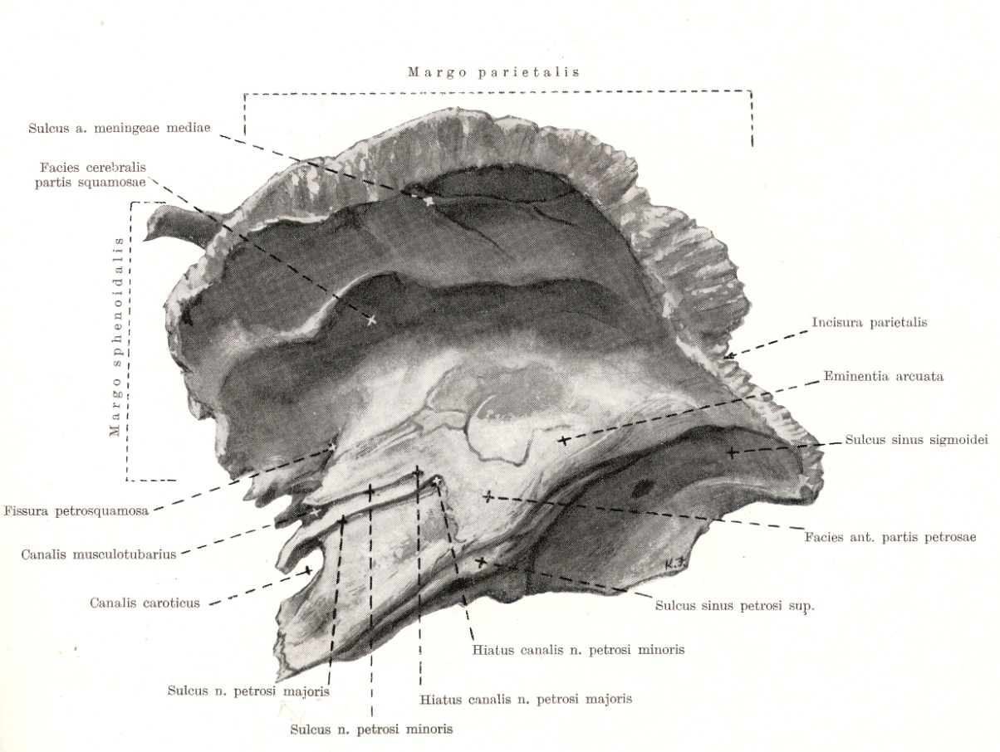 Margo parietalis
Sulcus a. meningeae mediae
Facies cerebralis
partis squamosae
Margo sphenoidalis
Incisura parietalis
Eminentia arcuata
Sulcus sinus sigmoidei
Fissura petrosquamosa
Facies ant. partis petrosae
Canalis musculotubarius
K.J.
Canalis caroticus
Sulcus sinus petrosi sup.
Hiatus canalis n. petrosi minoris
Sulcus n. petrosi majoris
Hiatus canalis n. petrosi majoris
Sulcus n. petrosi minoris